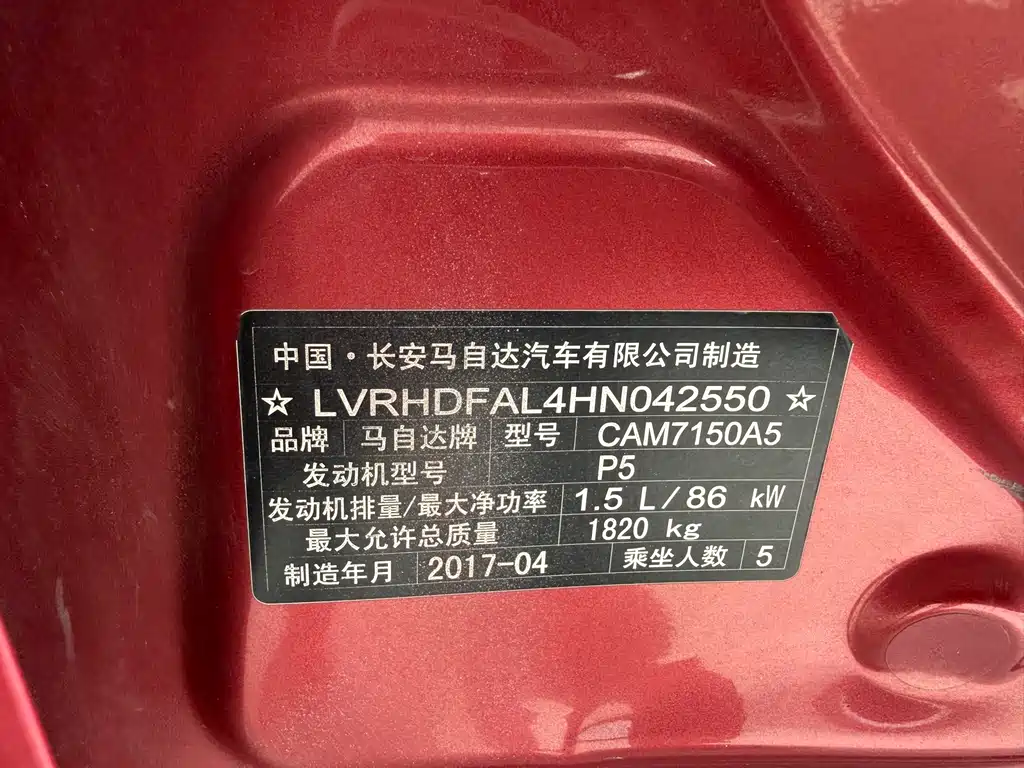 中国·长安马自达汽车有限公司制造
☆ LVRHDFAL4HN042550 ☆
品牌 马自达牌 型号 CAM7150A5
发动机型号 P5
发动机排量/最大净功率 1.5 L/86 kW
最大允许总质量 1820 kg
制造年月 2017-04 乘坐人数 5